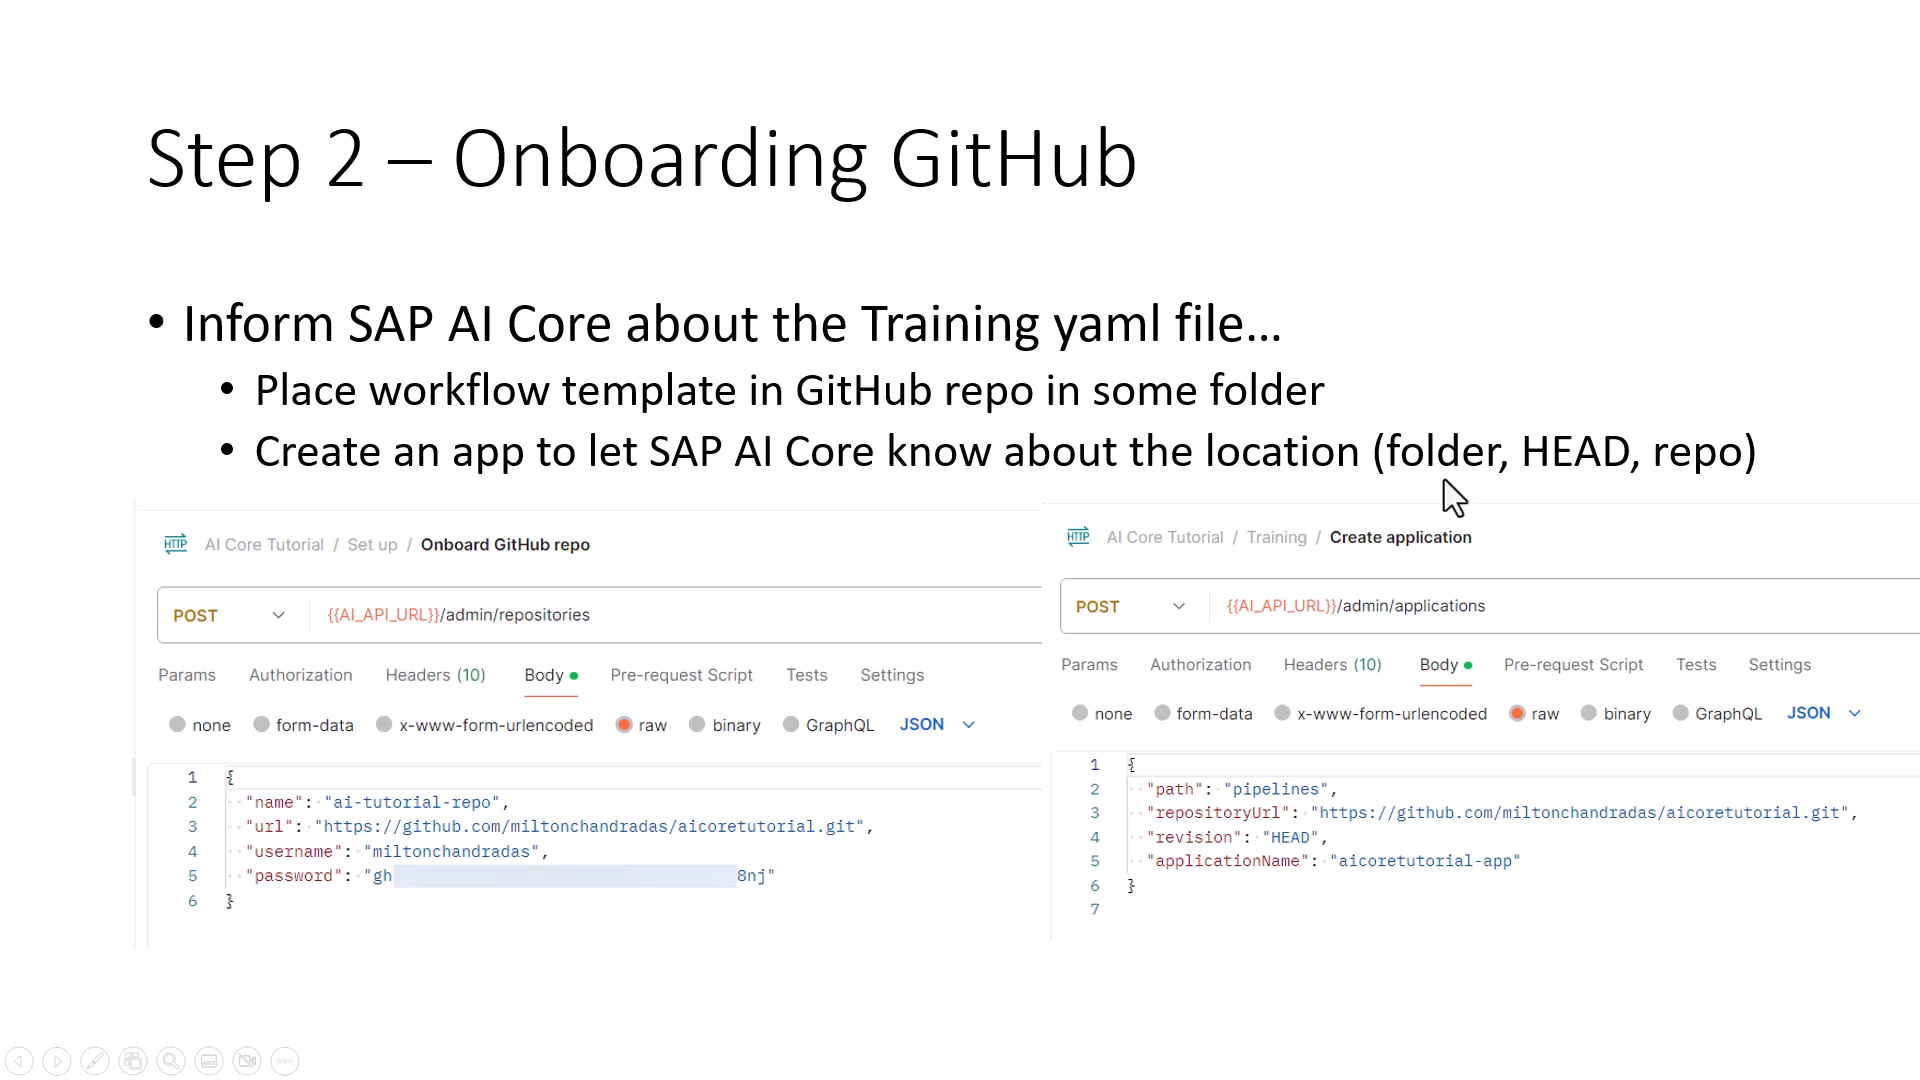 Step 2 – Onboarding GitHub
• Inform SAP AI Core about the Training yaml file…
• Place workflow template in GitHub repo in some folder
• Create an app to let SAP AI Core know about the location (folder, HEAD, repo)
HTTP AI Core Tutorial / Set up / Onboard GitHub repo
POST {{AI_API_URL}}/admin/repositories
Params Authorization Headers (10) Body Pre-request Script Tests Settings
none form-data x-www-form-urlencoded raw binary GraphQL JSON
1 {
2 "name": "ai-tutorial-repo",
3 "url": "https://github.com/miltonchandradas/aicoretutorial.git",
4 "username": "miltonchandradas",
5 "password": "gh 8nj"
6 }
HTTP AI Core Tutorial / Training / Create application
POST {{AI_API_URL}}/admin/applications
Params Authorization Headers (10) Body Pre-request Script Tests Settings
none form-data x-www-form-urlencoded raw binary GraphQL JSON
1 {
2 "path": "pipelines",
3 "repositoryUrl": "https://github.com/miltonchandradas/aicoretutorial.git",
4 "revision": "HEAD",
5 "applicationName": "aicoretutorial-app"
6 }
7